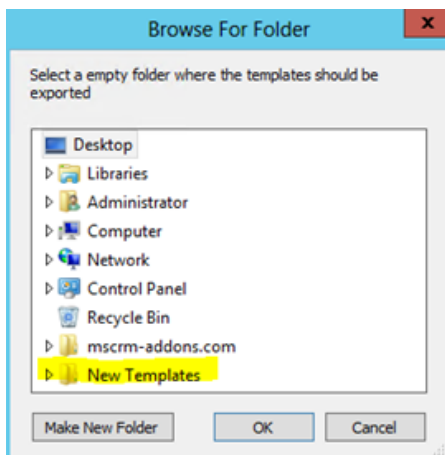 Browse For Folder
x
Select a empty folder where the templates should be
exported
Desktop
Libraries
Administrator
Computer
Network
Control Panel
Recycle Bin
mscrm-addons.com
New Templates
Make New Folder OK Cancel